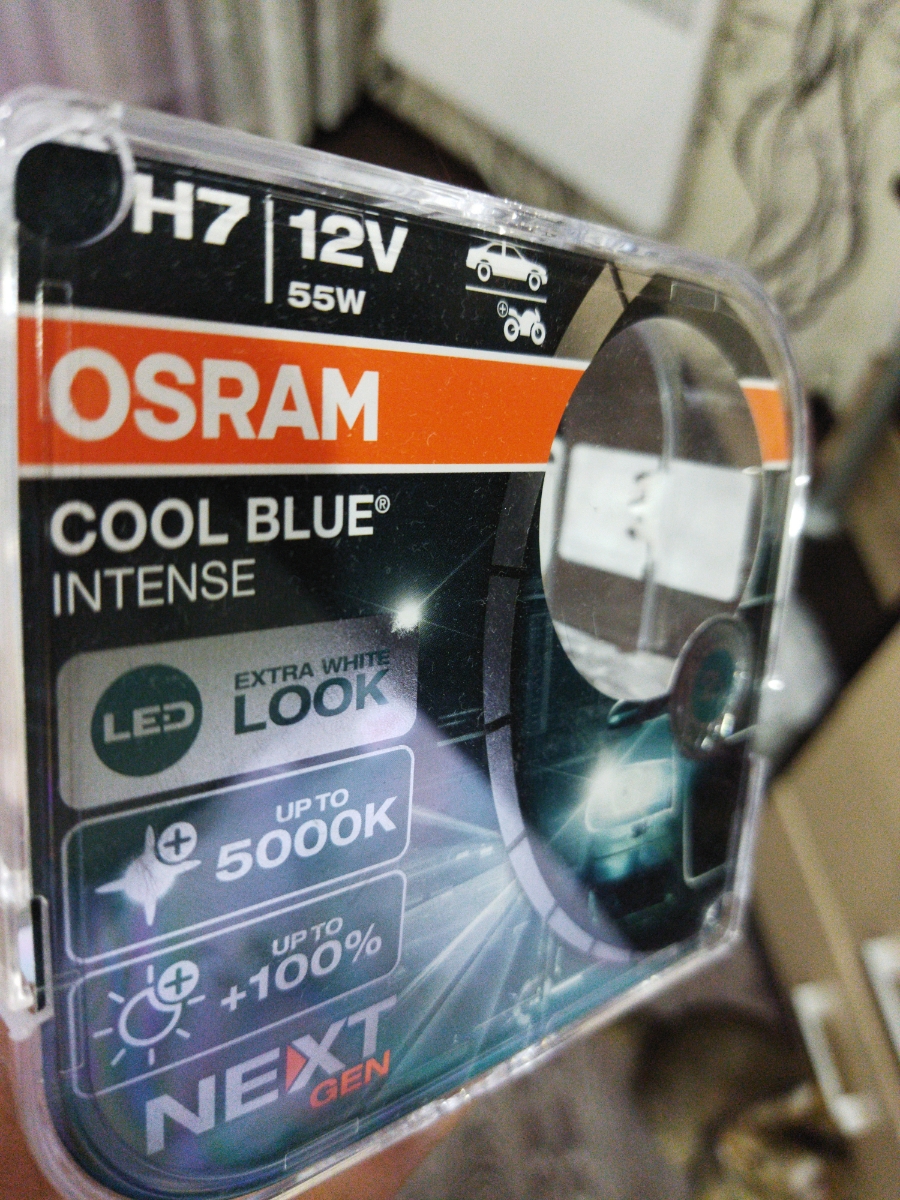 H7 12V
55W
OSRAM
COOL BLUE®
INTENSE
LED
EXTRA WHITE
LOOK
UP TO
5000K
UP TO
+100%
NEXT
GEN